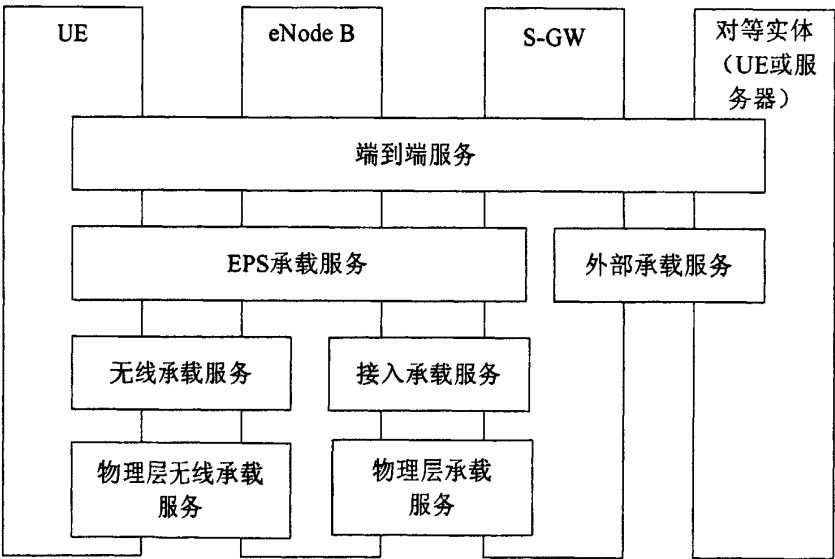 UE
eNode B
S-GW
对等实体
（UE或服
务器）
端到端服务
EPS承载服务
外部承载服务
无线承载服务
接入承载服务
物理层无线承载
服务
物理层承载
服务